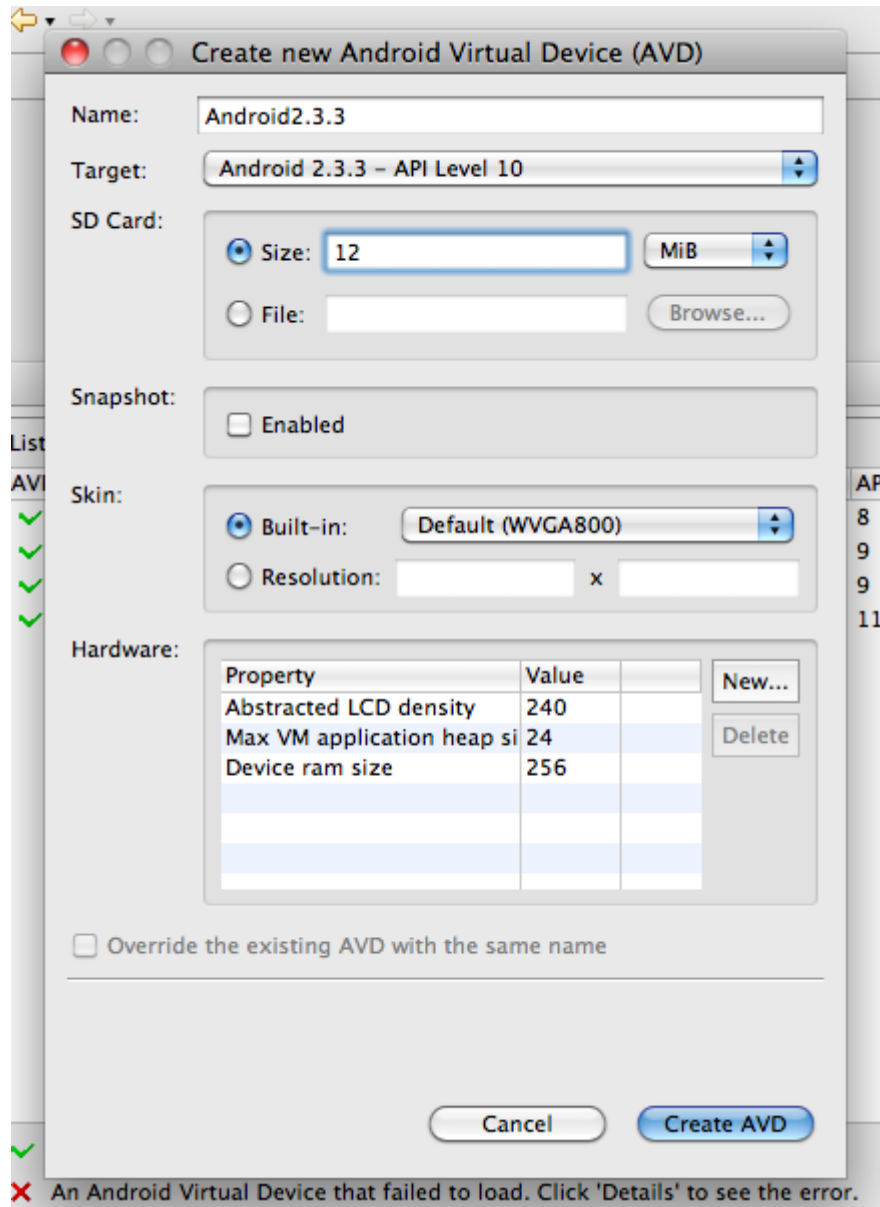 Create new Android Virtual Device (AVD)
Name: Android2.3.3
Target: Android 2.3.3 – API Level 10
SD Card:
Size: 12 MiB
File: Browse...
Snapshot:
Enabled
List
AVD AP
Skin:
8
Built-in: Default (WVGA800)
9
Resolution: x
9
11
Hardware:
Property Value New...
Abstracted LCD density 240
Max VM application heap si 24 Delete
Device ram size 256
Override the existing AVD with the same name
Cancel Create AVD
An Android Virtual Device that failed to load. Click 'Details' to see the error.